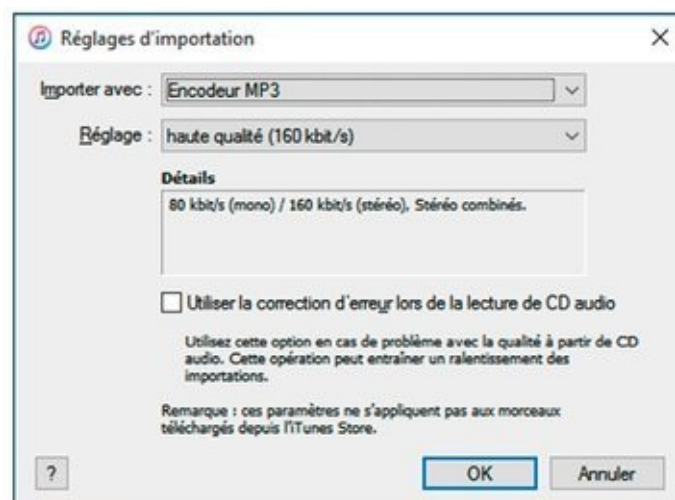 Réglages d'importation
Importer avec : Encodeur MP3
Réglage : haute qualité (160 kbit/s)
Détails
80 kbit/s (mono) / 160 kbit/s (stéréo), Stéréo combinés.
Utiliser la correction d'erreur lors de la lecture de CD audio
Utilisez cette option en cas de problème avec la qualité à partir de CD
audio. Cette opération peut entraîner un ralentissement des
importations.
Remarque : ces paramètres ne s'appliquent pas aux morceaux
téléchargés depuis l'iTunes Store.
? OK Annuler